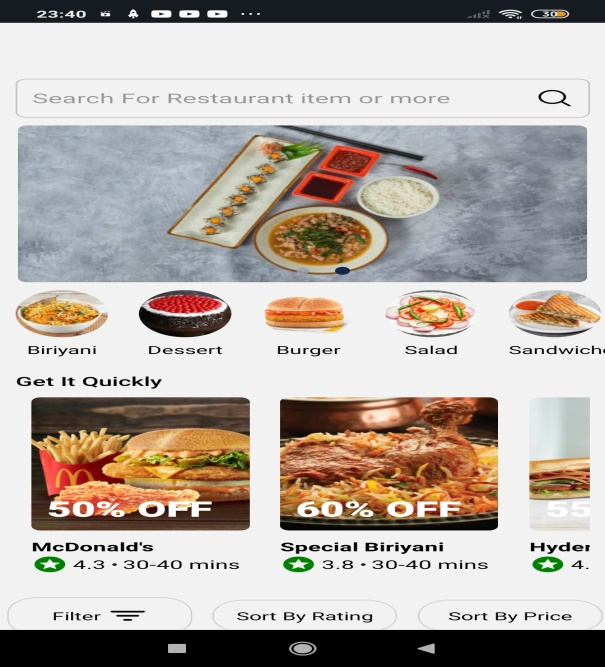 23:40
30
Search For Restaurant item or more
Biriyani
Dessert
Burger
Salad
Sandwich
Get It Quickly
50% OFF
60% OFF
55
McDonald's
Special Biriyani
Hyder
4.3 • 30-40 mins
3.8 • 30-40 mins
4.
Filter
Sort By Rating
Sort By Price